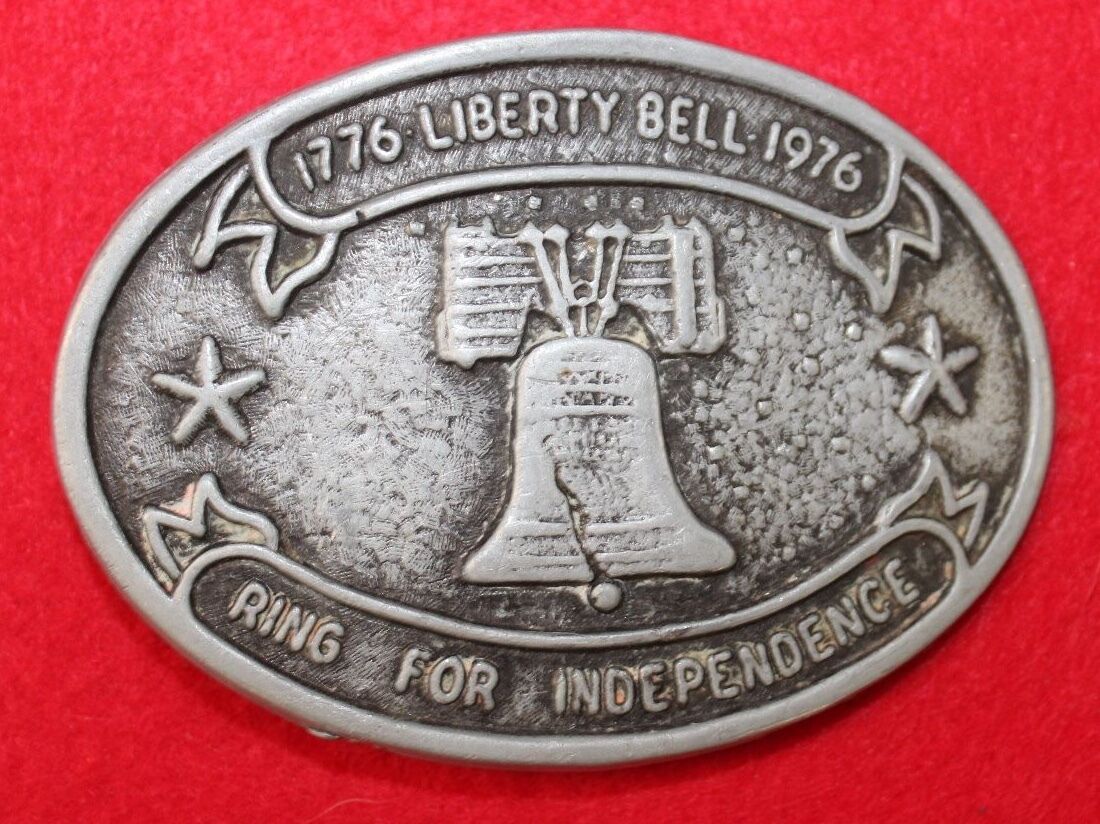 1776·LIBERTY BELL·1976
RING FOR INDEPENDENCE